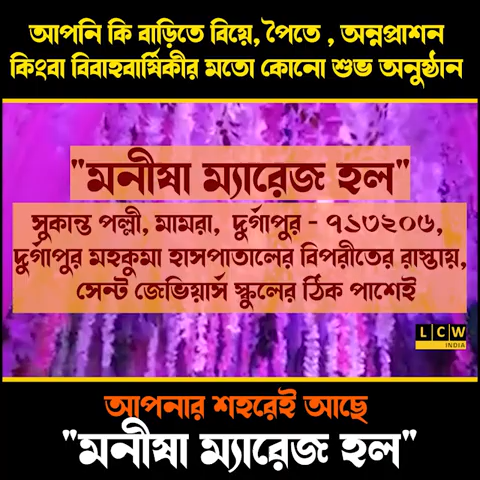 আপনি কি বাড়িতে বিয়ে, পৈতে , অন্নপ্রাশন
কিংবা বিবাহবার্ষিকীর মতো কোনো শুভ অনুষ্ঠান
"মনীষা ম্যারেজ হল"
সুকান্ত পল্লী, মামরা, দুর্গাপুর - ৭১৩২০৬,
দুর্গাপুর মহকুমা হাসপাতালের বিপরীতের রাস্তায়,
সেন্ট জেভিয়ার্স স্কুলের ঠিক পাশেই
LCW
INDIA
আপনার শহরেই আছে
"মনীষা ম্যারেজ হল"